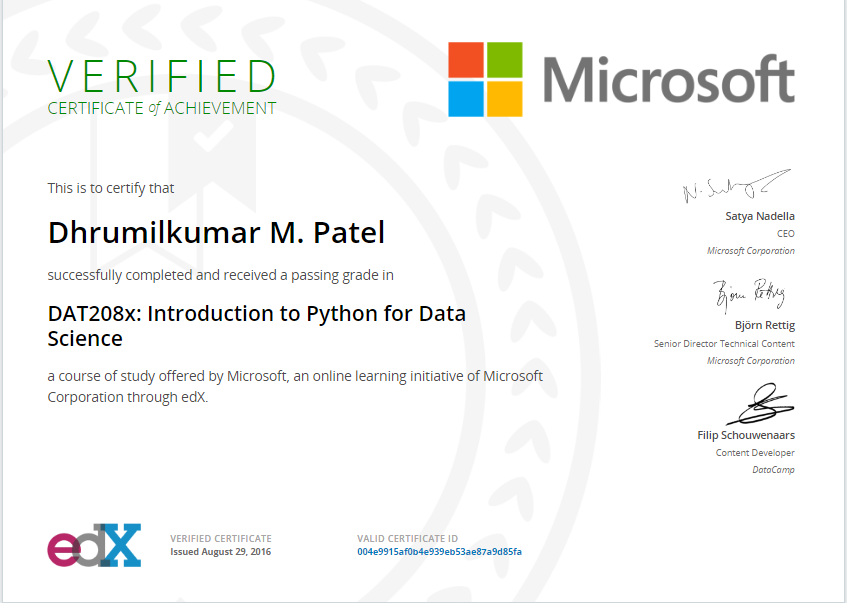 VERIFIED
CERTIFICATE of ACHIEVEMENT
Microsoft
This is to certify that
Dhrumilkumar M. Patel
successfully completed and received a passing grade in
DAT208x: Introduction to Python for Data
Science
a course of study offered by Microsoft, an online learning initiative of Microsoft
Corporation through edX.
Satya Nadella
CEO
Microsoft Corporation
Björn Rettig
Björn Rettig
Senior Director Technical Content
Microsoft Corporation
Filip Schouwenaars
Content Developer
DataCamp
edX
VERIFIED CERTIFICATE
Issued August 29, 2016
VALID CERTIFICATE ID
004e9915af0b4e939eb53ae87a9d85fa